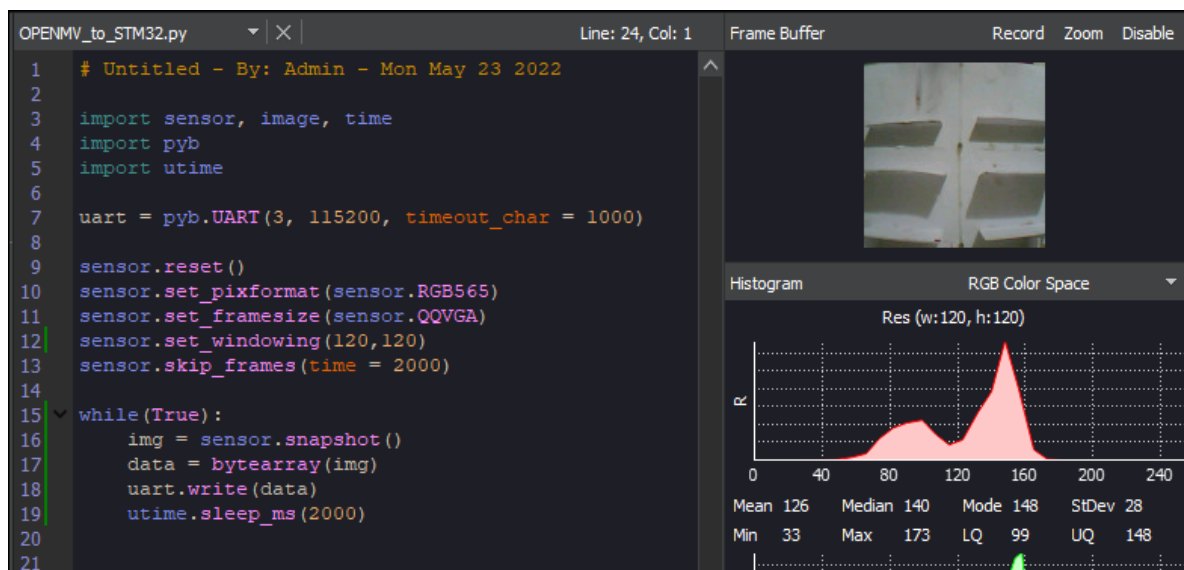 OPENMV_to_STM32.py Line: 24, Col: 1
1 # Untitled - By: Admin - Mon May 23 2022
2
3 import sensor, image, time
4 import pyb
5 import utime
6
7 uart = pyb.UART(3, 115200, timeout_char = 1000)
8
9 sensor.reset()
10 sensor.set_pixformat(sensor.RGB565)
11 sensor.set_framesize(sensor.QQVGA)
12 sensor.set_windowing(120,120)
13 sensor.skip_frames(time = 2000)
14
15 while(True):
16 img = sensor.snapshot()
17 data = bytearray(img)
18 uart.write(data)
19 utime.sleep_ms(2000)
20
21
Frame Buffer Record Zoom Disable
Histogram RGB Color Space
Res (w:120, h:120)
R
0 40 80 120 160 200 240
Mean 126 Median 140 Mode 148 StDev 28
Min 33 Max 173 LQ 99 UQ 148